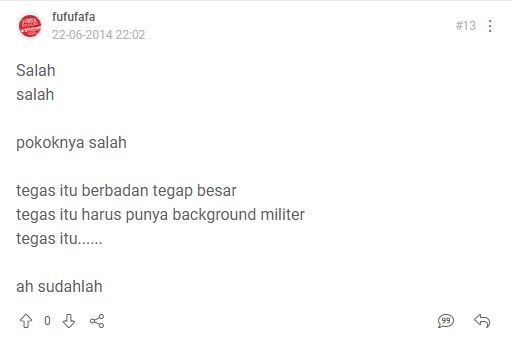 fufufafa
22-06-2014 22:02
#13
Salah
salah
pokoknya salah
tegas itu berbadan tegap besar
tegas itu harus punya background militer
tegas itu......
ah sudahlah
0